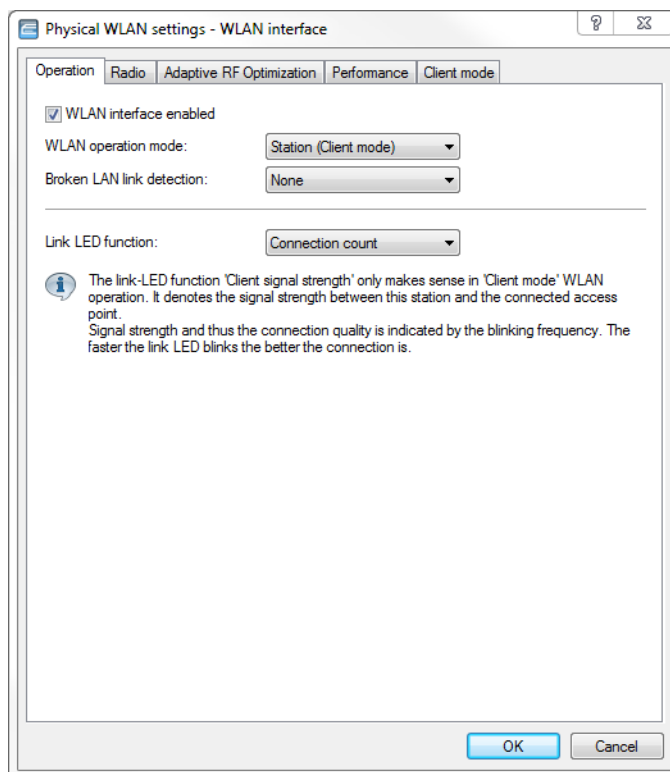 Physical WLAN settings - WLAN interface
Operation Radio Adaptive RF Optimization Performance Client mode
WLAN interface enabled
WLAN operation mode: Station (Client mode)
Broken LAN link detection: None
Link LED function: Connection count
The link-LED function 'Client signal strength' only makes sense in 'Client mode' WLAN
operation. It denotes the signal strength between this station and the connected access
point.
Signal strength and thus the connection quality is indicated by the blinking frequency. The
faster the link LED blinks the better the connection is.
OK Cancel